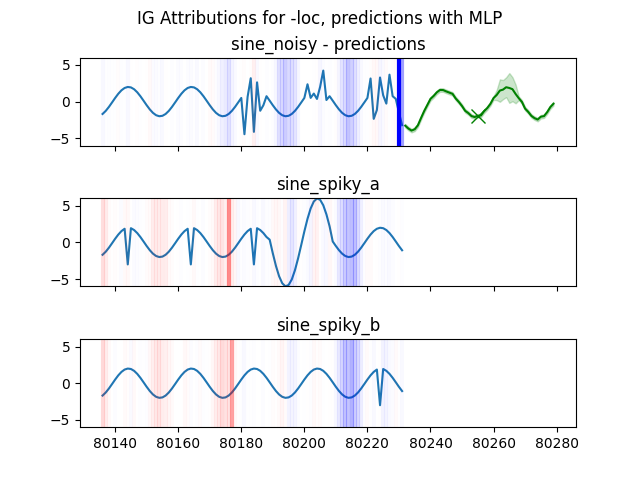 IG Attributions for -loc, predictions with MLP
sine_noisy - predictions
5
0
−5
sine_spiky_a
5
0
−5
sine_spiky_b
5
0
−5
80140 80160 80180 80200 80220 80240 80260 80280